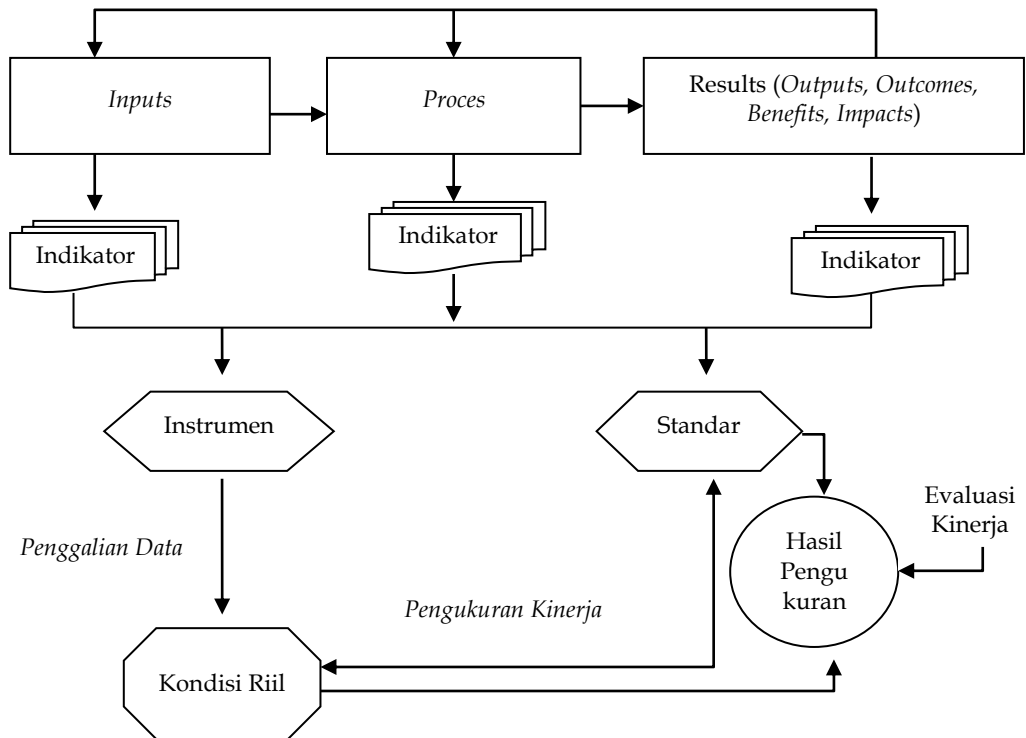 Inputs
Proces
Results (Outputs, Outcomes,
Benefits, Impacts)
Indikator
Indikator
Indikator
Instrumen
Standar
Evaluasi
Kinerja
Penggalian Data
Hasil
Pengu
kuran
Pengukuran Kinerja
Kondisi Riil